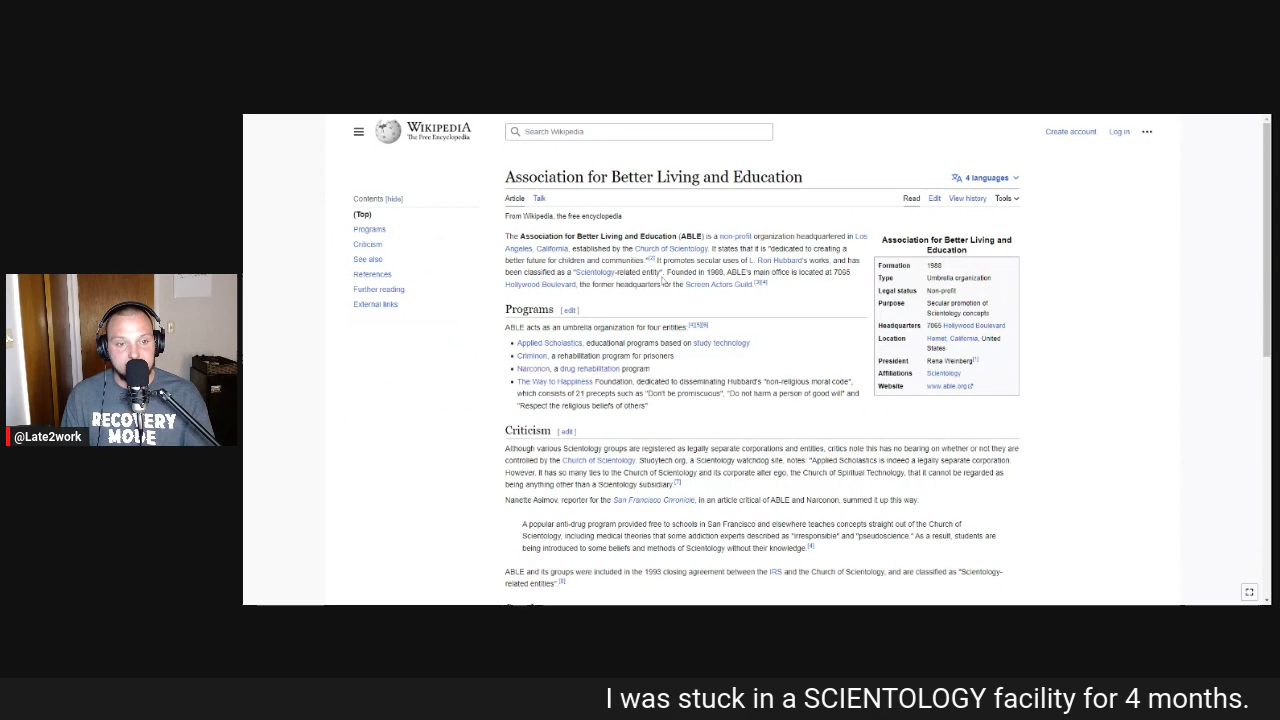 WIKIPEDIA
The Free Encyclopedia
Search Wikipedia
Create account Log in •••
Association for Better Living and Education
4 languages
Contents [hide]
(Top)
Programs
Criticism
See also
References
Further reading
External links
Article Talk
Read Edit View history Tools
From Wikipedia, the free encyclopedia
The Association for Better Living and Education (ABLE) is a non-profit organization headquartered in Los
Angeles, California, established by the Church of Scientology. It states that it is "dedicated to creating a
better future for children and communities."[2] It promotes secular uses of L. Ron Hubbard's works, and has
been classified as a "Scientology-related entity". Founded in 1988, ABLE's main office is located at 7065
Hollywood Boulevard, the former headquarters for the Screen Actors Guild.[3][4]
Association for Better Living and
Education
Formation 1988
Type Umbrella organization
Legal status Non-profit
Purpose Secular promotion of
Scientology concepts
Headquarters 7065 Hollywood Boulevard
Location Hemet, California, United
States
President Rena Weinberg[1]
Affiliations Scientology
Website www.able.org
Programs [ edit ]
ABLE acts as an umbrella organization for four entities:[4][5][6]
• Applied Scholastics, educational programs based on study technology
• Criminon, a rehabilitation program for prisoners
• Narconon, a drug rehabilitation program
• The Way to Happiness Foundation, dedicated to disseminating Hubbard's "non-religious moral code",
which consists of 21 precepts such as "Don't be promiscuous", "Do not harm a person of good will" and
"Respect the religious beliefs of others"
Criticism [ edit ]
Although various Scientology groups are registered as legally separate corporations and entities, critics note this has no bearing on whether or not they are
controlled by the Church of Scientology. Studytech.org, a Scientology watchdog site, notes: "Applied Scholastics is indeed a legally separate corporation
However, it has so many ties to the Church of Scientology and its corporate alter ego, the Church of Spiritual Technology, that it cannot be regarded as
being anything other than a Scientology subsidiary.[7]
Nanette Asimov, reporter for the San Francisco Chronicle, in an article critical of ABLE and Narconon, summed it up this way:
A popular anti-drug program provided free to schools in San Francisco and elsewhere teaches concepts straight out of the Church of
Scientology, including medical theories that some addiction experts described as "irresponsible" and "pseudoscience." As a result, students are
being introduced to some beliefs and methods of Scientology without their knowledge.[4]
ABLE and its groups were included in the 1993 closing agreement between the IRS and the Church of Scientology, and are classified as "Scientology-
related entities".[8]
RECOVERY
MODE
@Late2work
I was stuck in a SCIENTOLOGY facility for 4 months.